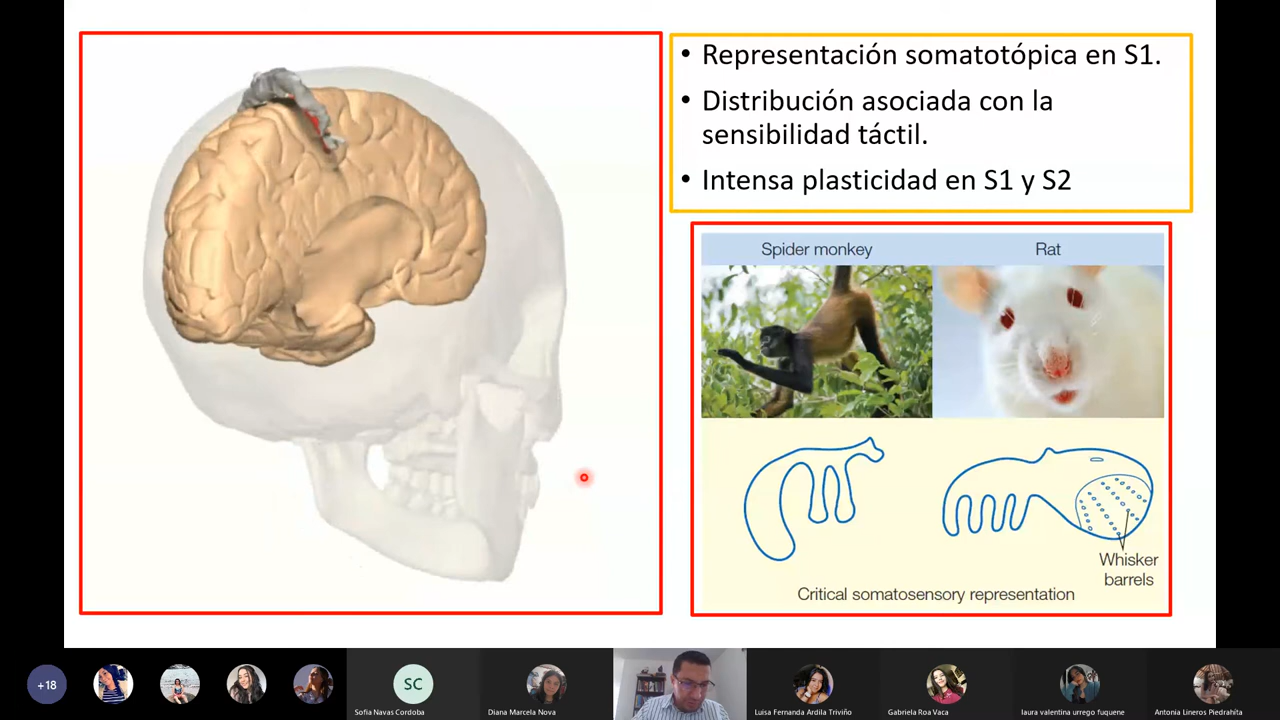 • Representación somatotópica en S1.
• Distribución asociada con la
sensibilidad táctil.
• Intensa plasticidad en S1 y S2
Spider monkey
Rat
Whisker
barrels
Critical somatosensory representation
+18
SC
Sofia Navas Cordoba
Diana Marcela Nova
Luisa Fernanda Ardila Triviño
Gabriela Roa Vaca
laura valentina urrego fuquene
Antonia Lineros Piedrahíta